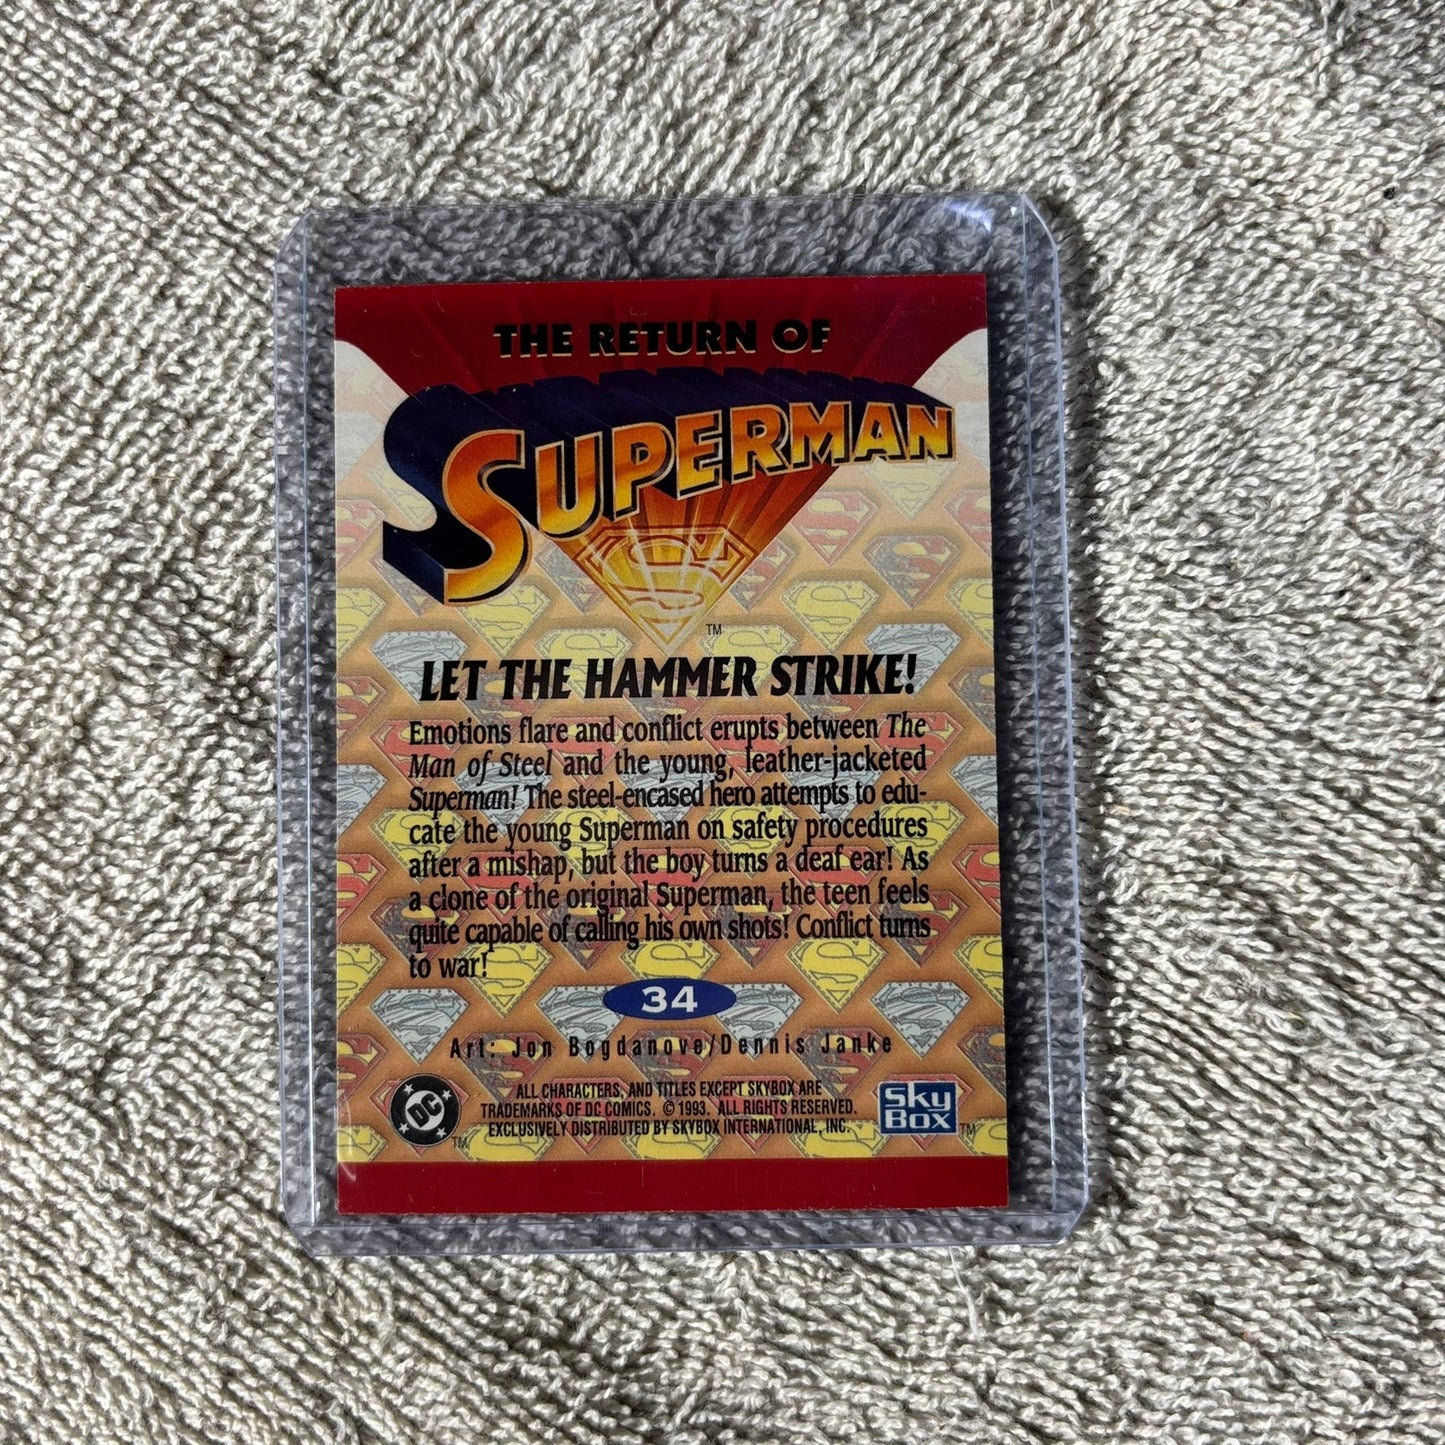 THE RETURN OF
SUPERMAN
TM
LET THE HAMMER STRIKE!
Emotions flare and conflict erupts between The
Man of Steel and the young, leather-jacketed
Superman! The steel-encased hero attempts to edu-
cate the young Superman on safety procedures
after a mishap, but the boy turns a deaf ear! As
a clone of the original Superman, the teen feels
quite capable of calling his own shots! Conflict turns
to war!
34
Art: Jon Bogdanove/Dennis Janke
DC TM
ALL CHARACTERS, AND TITLES EXCEPT SKYBOX ARE
TRADEMARKS OF DC COMICS. © 1993. ALL RIGHTS RESERVED.
EXCLUSIVELY DISTRIBUTED BY SKYBOX INTERNATIONAL, INC.
Sky
Box TM